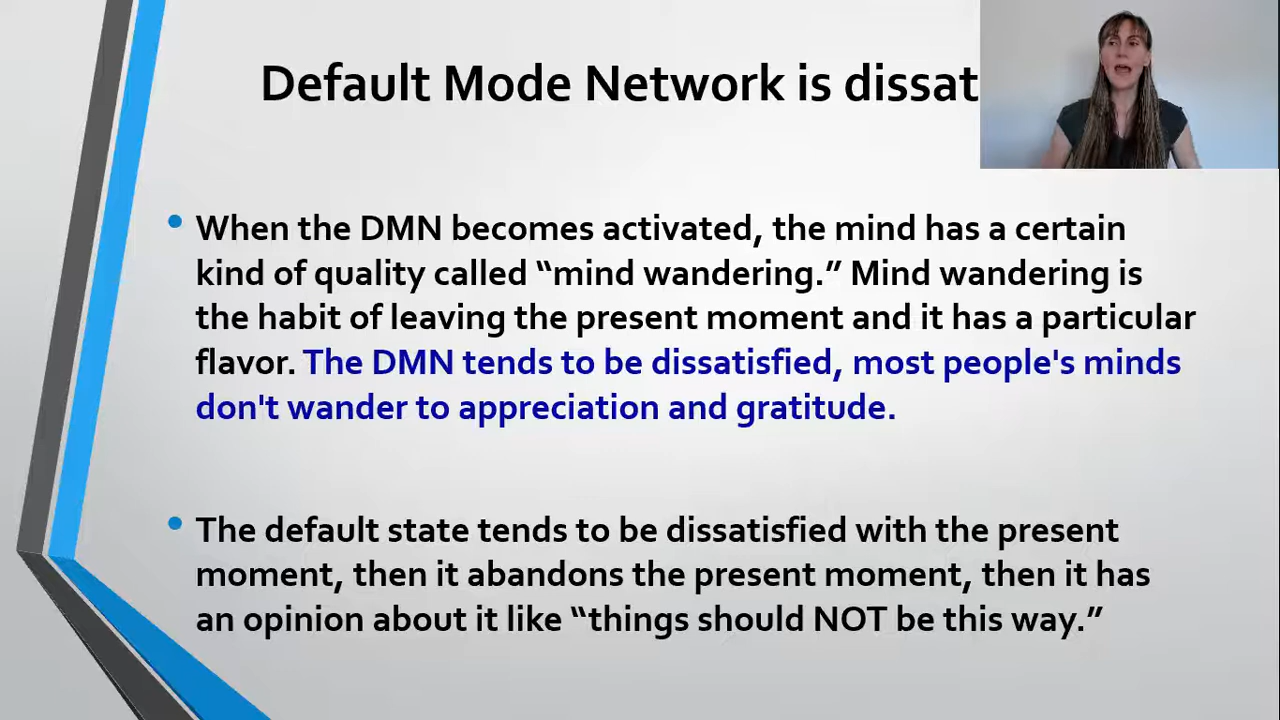 Default Mode Network is
When the DMN becomes activated, the mind has a certain
kind of quality called “mind wandering.” Mind wandering is
the habit of leaving the present moment and it has a particular
flavor. The DMN tends to be dissatisfied, most people's minds
don't wander to appreciation and gratitude.
The default state tends to be dissatisfied with the present
moment, then it abandons the present moment, then it has
an opinion about it like “things should NOT be this way.”